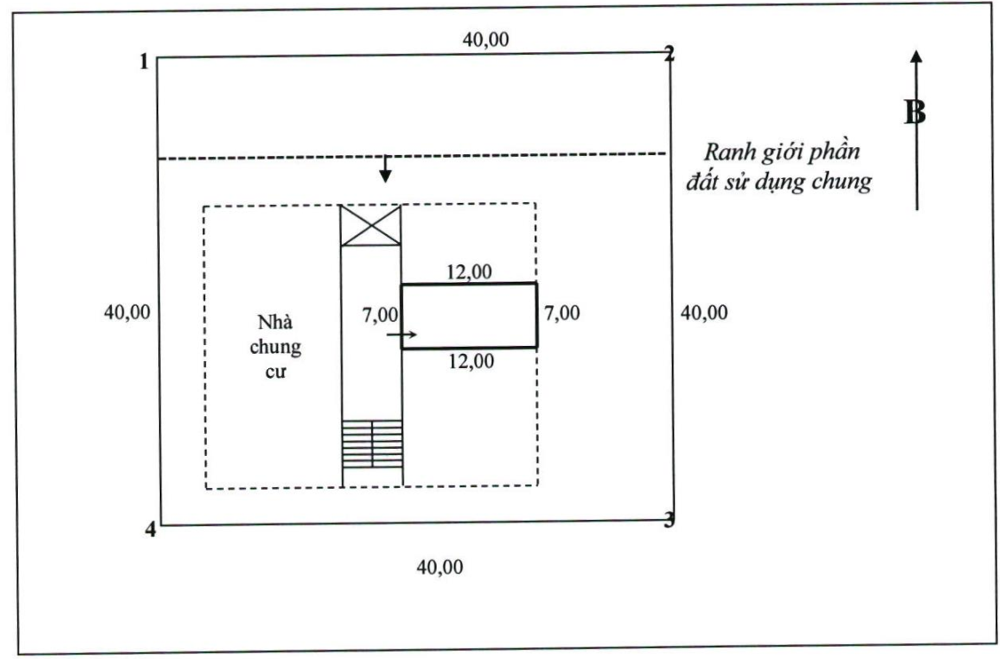 40,00
1
2
B
Ranh giới phần
đất sử dụng chung
12,00
40,00
Nhà
chung
cư
7,00
7,00
40,00
12,00
4
3
40,00